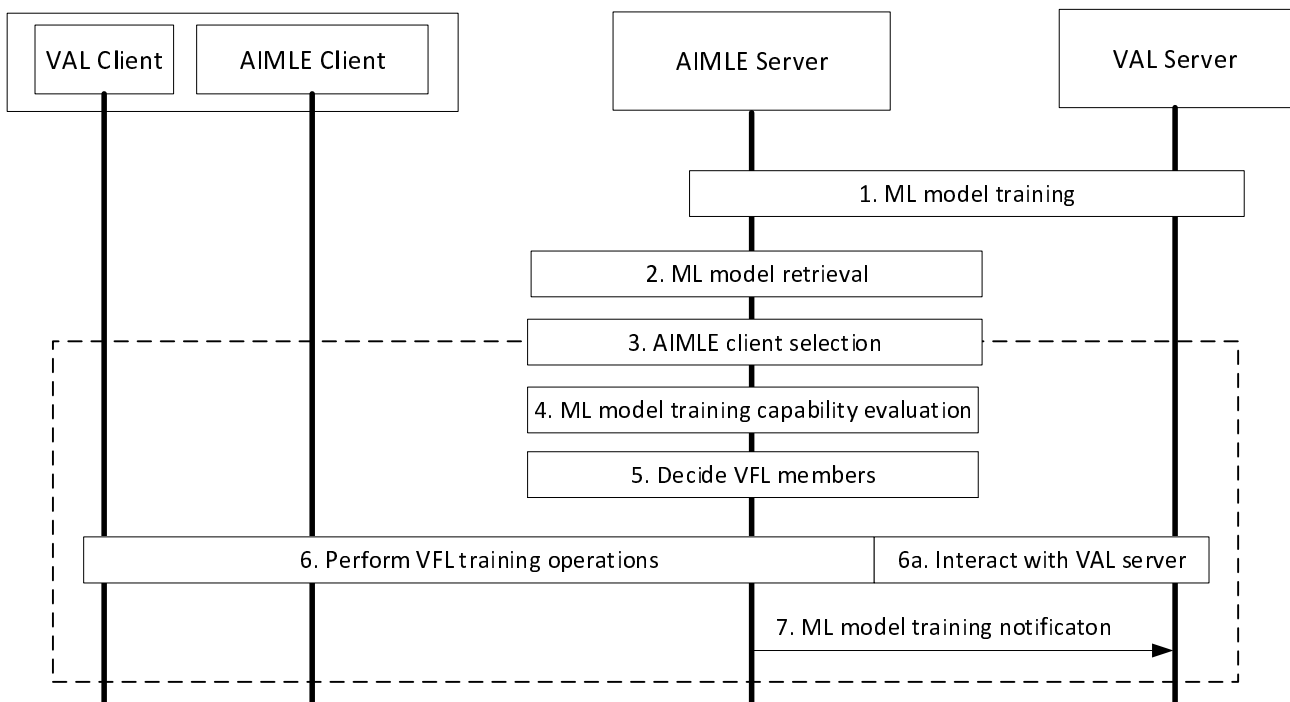 VAL Client
AIMLE Client
AIMLE Server
VAL Server
1. ML model training
2. ML model retrieval
3. AIMLE client selection
4. ML model training capability evaluation
5. Decide VFL members
6. Perform VFL training operations
6a. Interact with VAL server
7. ML model training notificaton